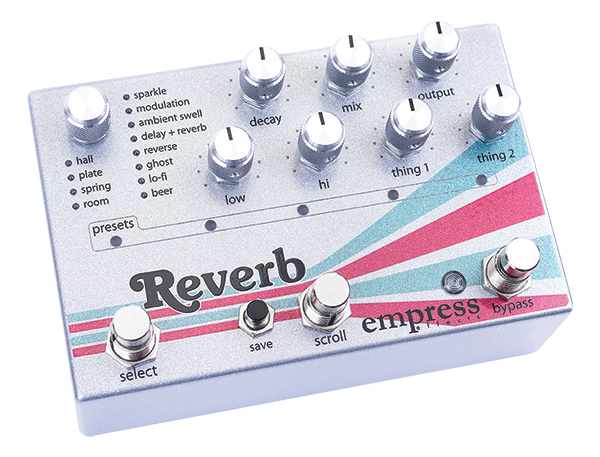 sparkle
modulation
ambient swell
delay + reverb
reverse
ghost
lo-fi
beer
hall
plate
spring
room
decay
mix
output
low
hi
thing 1
thing 2
presets
Reverb
empress
effects
select
save
scroll
bypass